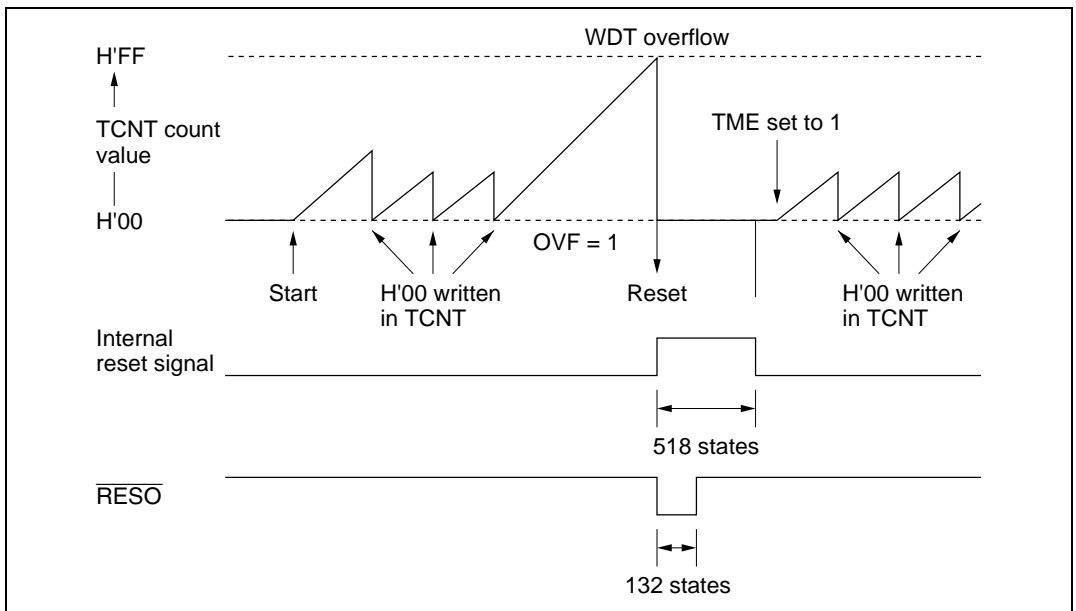 WDT overflow
H'FF
TCNT count
value
TME set to 1
H'00
OVF = 1
Start
H'00 written
in TCNT
Reset
H'00 written
in TCNT
Internal
reset signal
518 states
RESO
132 states